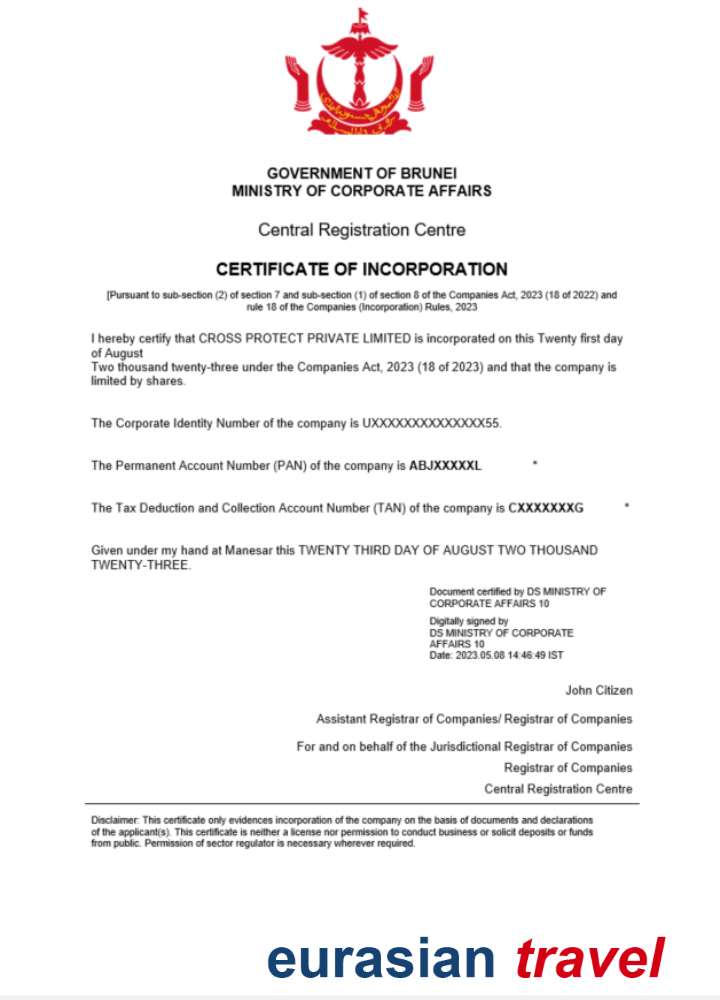 GOVERNMENT OF BRUNEI
MINISTRY OF CORPORATE AFFAIRS
Central Registration Centre
CERTIFICATE OF INCORPORATION
[Pursuant to sub-section (2) of section 7 and sub-section (1) of section 8 of the Companies Act, 2023 (18 of 2022) and
rule 18 of the Companies (Incorporation) Rules, 2023
I hereby certify that CROSS PROTECT PRIVATE LIMITED is incorporated on this Twenty first day
of August
Two thousand twenty-three under the Companies Act, 2023 (18 of 2023) and that the company is
limited by shares.
The Corporate Identity Number of the company is UXXXXXXXXXXXXXX55.
The Permanent Account Number (PAN) of the company is ABJXXXXXL *
The Tax Deduction and Collection Account Number (TAN) of the company is CXXXXXXXG *
Given under my hand at Manesar this TWENTY THIRD DAY OF AUGUST TWO THOUSAND
TWENTY-THREE.
Document certified by DS MINISTRY OF
CORPORATE AFFAIRS 10
Digitally signed by
DS MINISTRY OF CORPORATE
AFFAIRS 10
Date: 2023.05.08 14:46:49 IST
John Citizen
Assistant Registrar of Companies/ Registrar of Companies
For and on behalf of the Jurisdictional Registrar of Companies
Registrar of Companies
Central Registration Centre
Disclaimer: This certificate only evidences incorporation of the company on the basis of documents and declarations
of the applicant(s). This certificate is neither a license nor permission to conduct business or solicit deposits or funds
from public. Permission of sector regulator is necessary wherever required.
eurasian travel